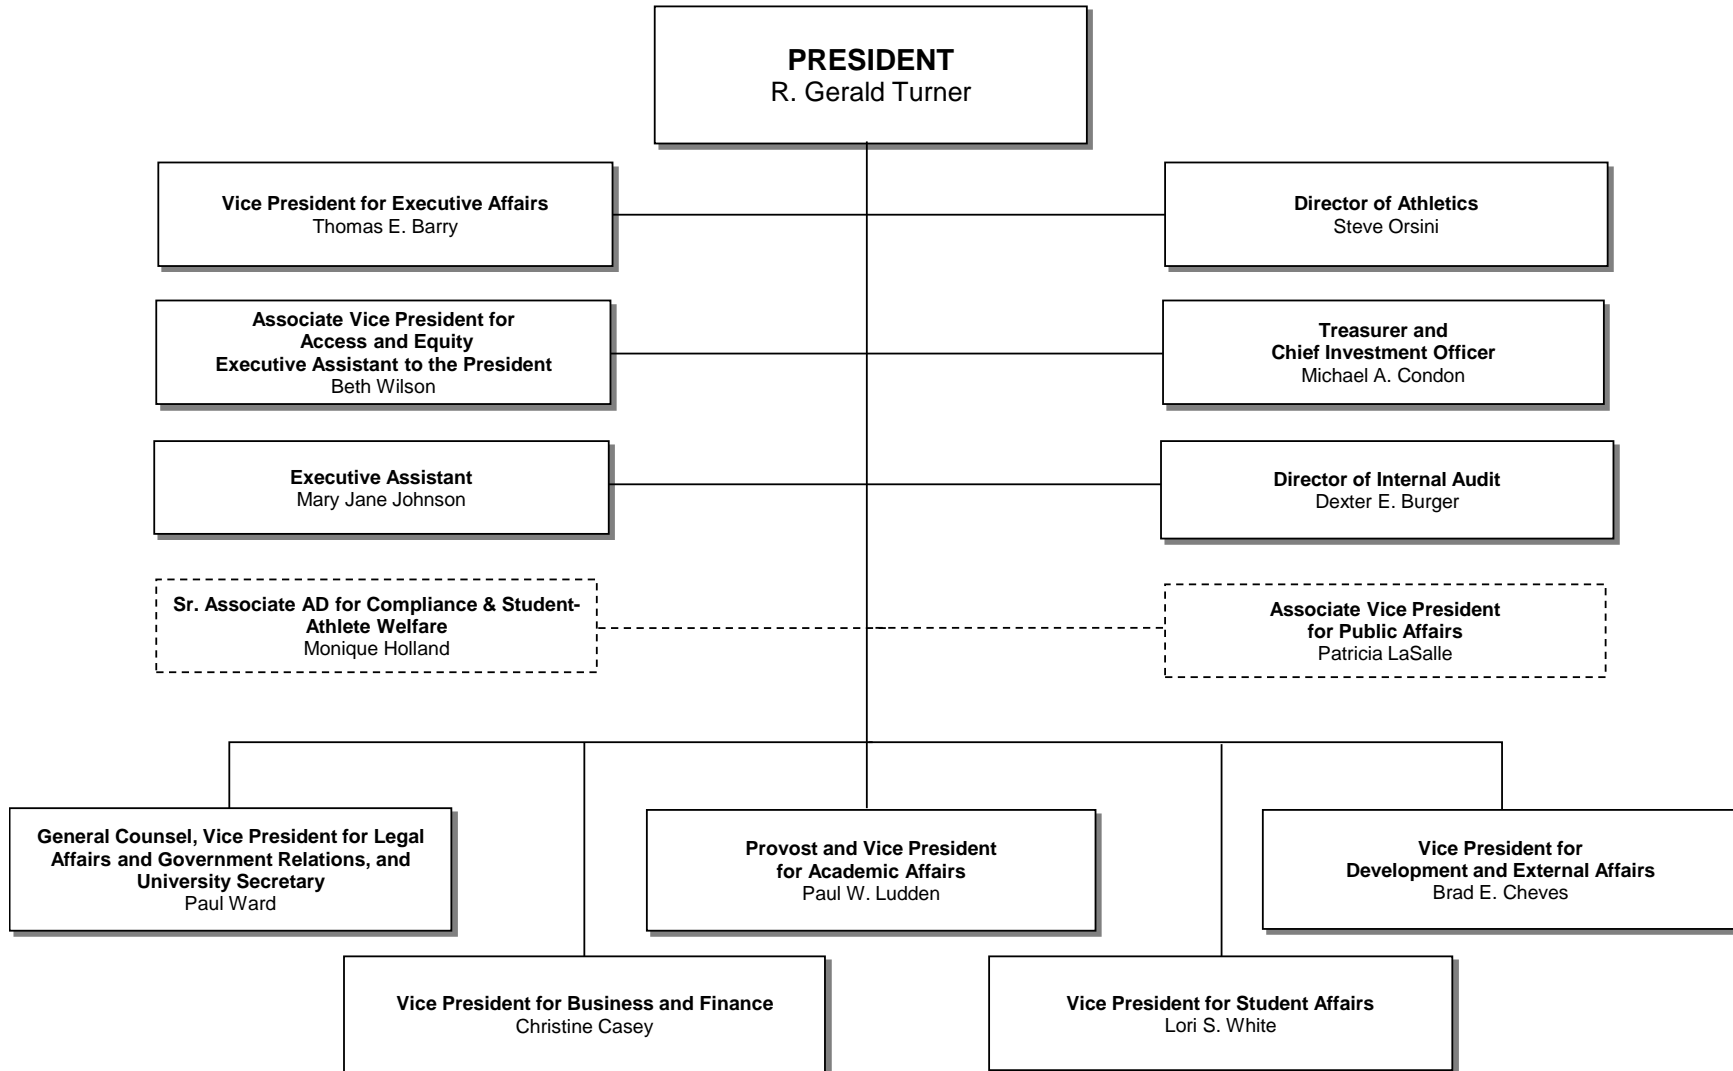 PRESIDENT
R. Gerald Turner
Vice President for Executive Affairs
Thomas E. Barry
Director of Athletics
Steve Orsini
Associate Vice President for
Access and Equity
Executive Assistant to the President
Beth Wilson
Treasurer and
Chief Investment Officer
Michael A. Condon
Executive Assistant
Mary Jane Johnson
Director of Internal Audit
Dexter E. Burger
Sr. Associate AD for Compliance & Student-
Athlete Welfare
Monique Holland
Associate Vice President
for Public Affairs
Patricia LaSalle
General Counsel, Vice President for Legal
Affairs and Government Relations, and
University Secretary
Paul Ward
Provost and Vice President
for Academic Affairs
Paul W. Ludden
Vice President for
Development and External Affairs
Brad E. Cheves
Vice President for Business and Finance
Christine Casey
Vice President for Student Affairs
Lori S. White